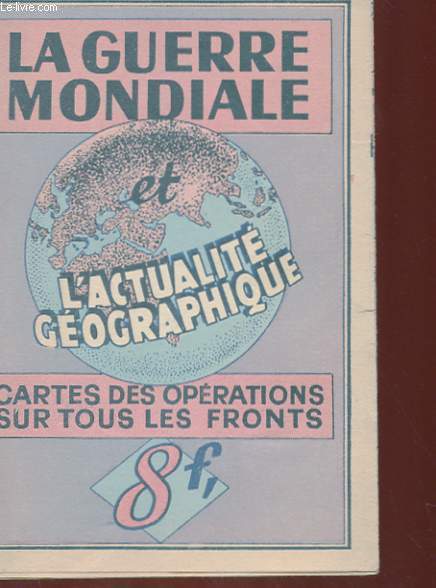 Le-livre.com
LA GUERRE
MONDIALE
et
L'ACTUALITÉ
GÉOGRAPHIQUE
CARTES DES OPÉRATIONS
SUR TOUS LES FRONTS
8f,